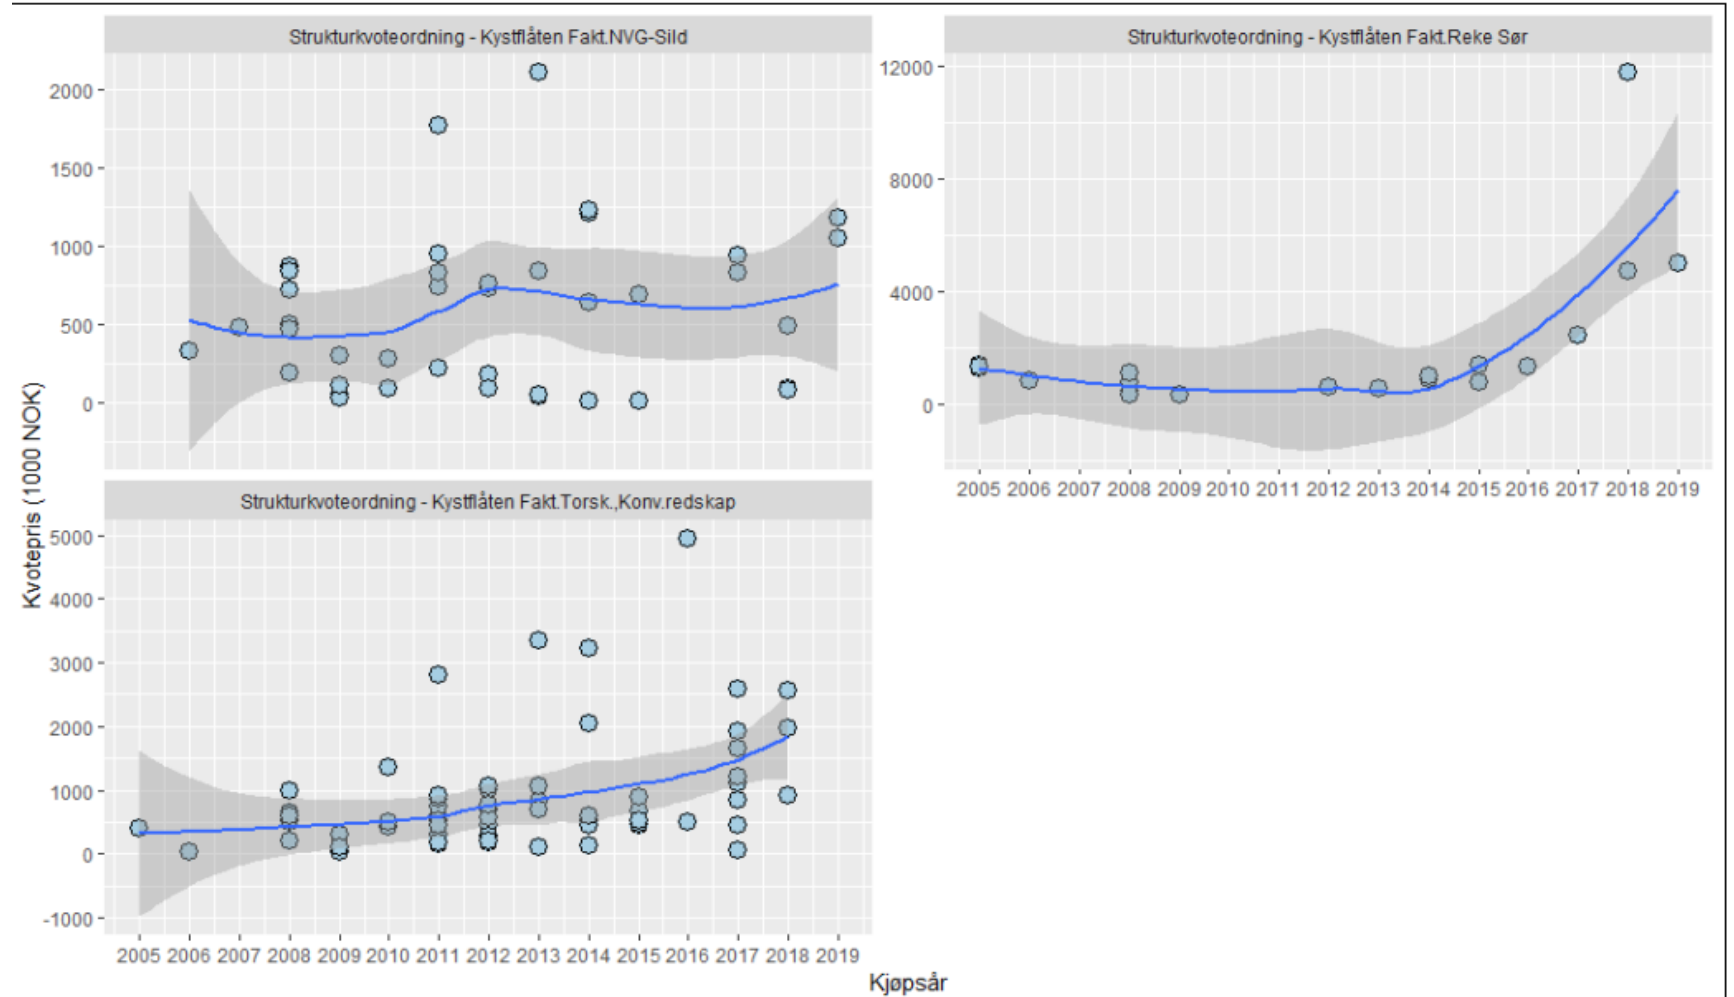 Strukturkvoteordning - Kystflåten Fakt.NVG-Sild
2000
1500
1000
500
0
Strukturkvoteordning - Kystflåten Fakt.Reke Sør
12000
8000
4000
0
2005 2006 2007 2008 2009 2010 2011 2012 2013 2014 2015 2016 2017 2018 2019
Kvotepris (1000 NOK)
Strukturkvoteordning - Kystflåten Fakt.Torsk.,Konv.redskap
5000
4000
3000
2000
1000
0
-1000
2005 2006 2007 2008 2009 2010 2011 2012 2013 2014 2015 2016 2017 2018 2019
Kjøpsår